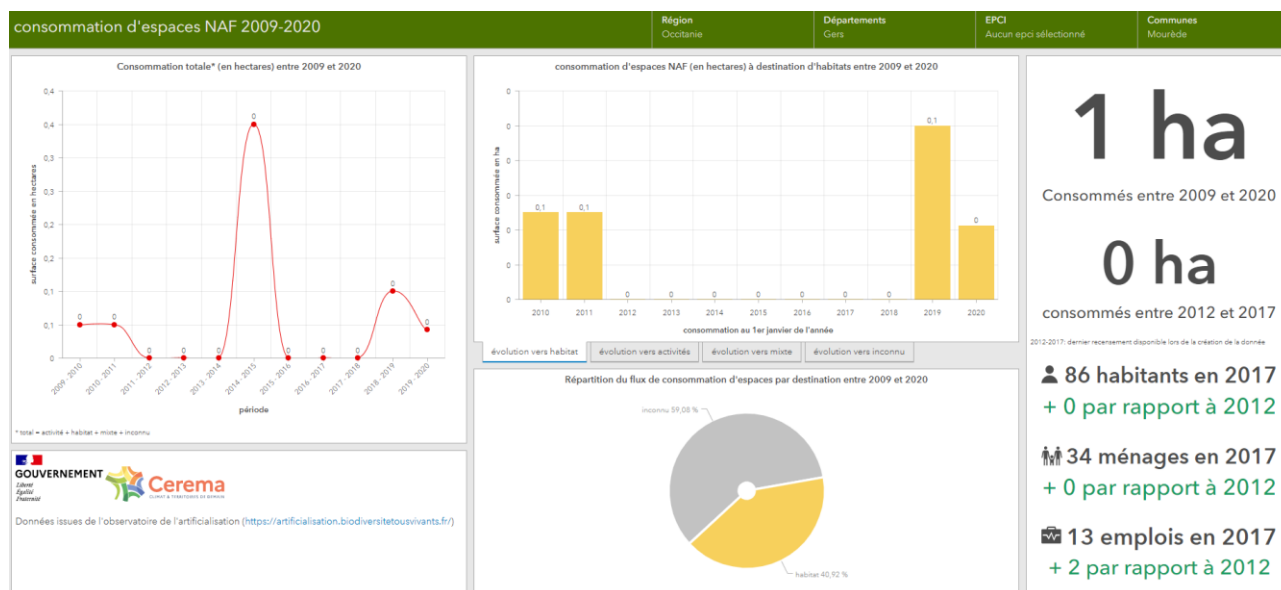 consommation d'espaces NAF 2009-2020
Région
Occitanie
Départements
Gers
EPCI
Aucun epci sélectionné
Communes
Mourède
Consommation totale* (en hectares) entre 2009 et 2020
surface consommée en hectares
0,4
0,4
0,3
0,3
0,2
0,2
0,1
0,1
0
0
0
0
0
0
0
0
0
0
0
0
2009 - 2010
2010 - 2011
2011 - 2012
2012 - 2013
2013 - 2014
2014 - 2015
2015 - 2016
2016 - 2017
2017 - 2018
2018 - 2019
2019 - 2020
période
* total = activité + habitat + mixte + inconnu
GOUVERNEMENT
Liberté
Égalité
Fraternité
Cerema
CLIMAT & TERRITOIRES DE DEMAIN
Données issues de l'observatoire de l'artificialisation (https://artificialisation.biodiversitetousvivants.fr/)
consommation d'espaces NAF (en hectares) à destination d'habitats entre 2009 et 2020
surface consommée en ha
0
0
0
0
0
0
0
0,1
0,1
0
0
0
0
0
0
0
0,1
0
2010
2011
2012
2013
2014
2015
2016
2017
2018
2019
2020
consommation au 1er janvier de l'année
évolution vers habitat
évolution vers activités
évolution vers mixte
évolution vers inconnu
Répartition du flux de consommation d'espaces par destination entre 2009 et 2020
inconnu 59,08 %
habitat 40,92 %
1 ha
Consommés entre 2009 et 2020
0 ha
consommés entre 2012 et 2017
2012-2017: dernier recensement disponible lors de la création de la donnée
86 habitants en 2017
+ 0 par rapport à 2012
34 ménages en 2017
+ 0 par rapport à 2012
13 emplois en 2017
+ 2 par rapport à 2012